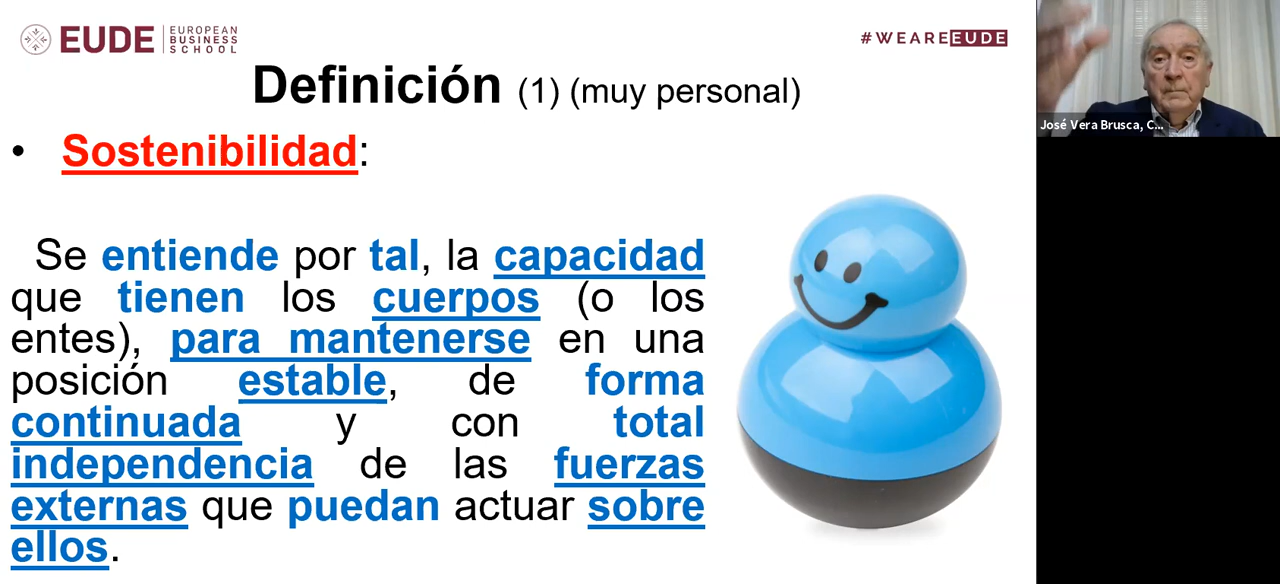 EUDE EUROPEAN
BUSINESS
SCHOOL
#WEAREEUDE
Definición (1) (muy personal)
• Sostenibilidad:
Se entiende por tal, la capacidad
que tienen los cuerpos (o los
entes), para mantenerse en una
posición estable, de forma
continuada y con total
independencia de las fuerzas
externas que puedan actuar sobre
ellos.
José Vera Brusca, C...